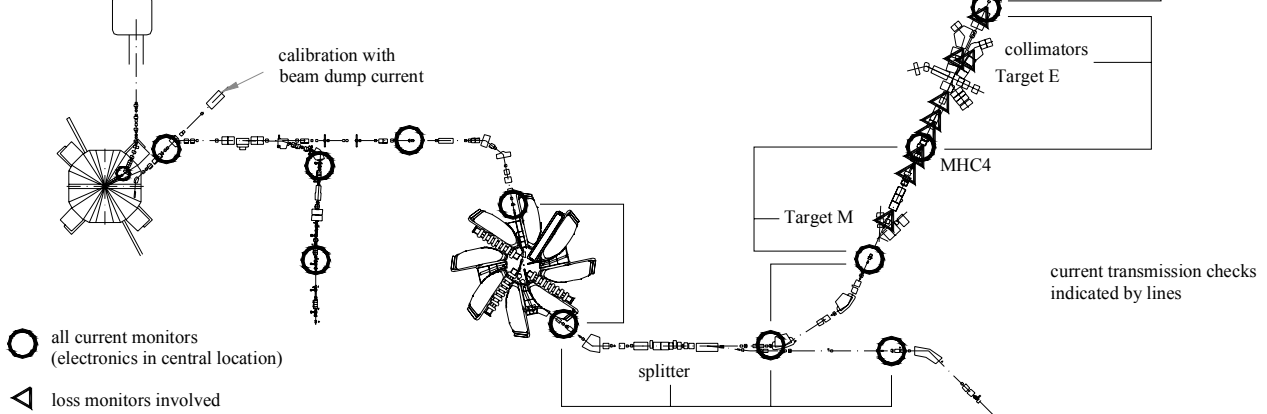 calibration with
beam dump current
collimators
Target E
MHC4
Target M
current transmission checks
indicated by lines
all current monitors
(electronics in central location)
splitter
loss monitors involved